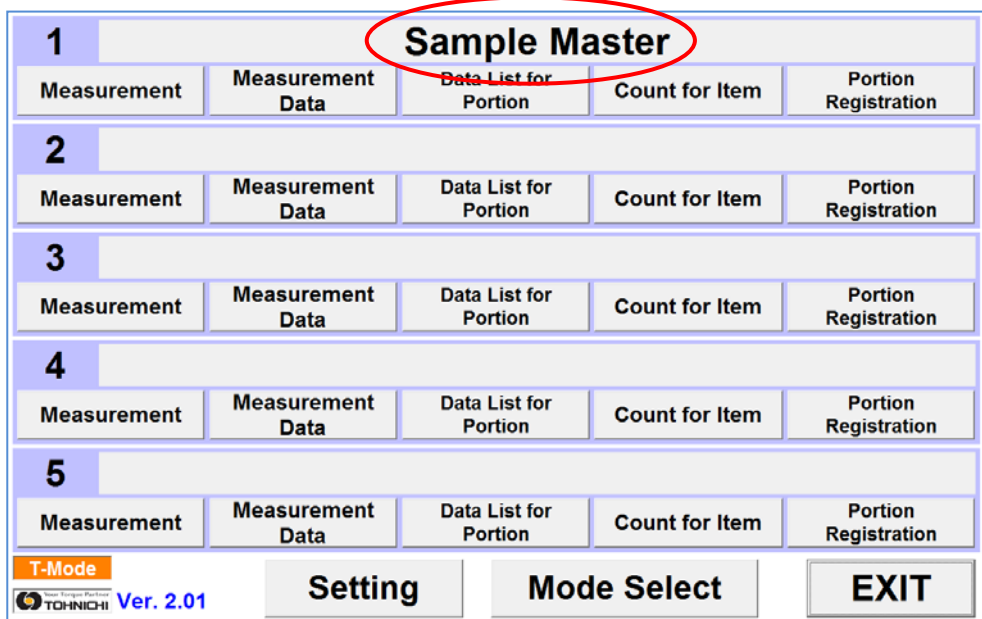 1 Sample Master
Measurement Measurement Data Data List for Portion Count for Item Portion Registration
2
Measurement Measurement Data Data List for Portion Count for Item Portion Registration
3
Measurement Measurement Data Data List for Portion Count for Item Portion Registration
4
Measurement Measurement Data Data List for Portion Count for Item Portion Registration
5
Measurement Measurement Data Data List for Portion Count for Item Portion Registration
T-Mode
Your Torque Partner
TOHNICHI Ver. 2.01
Setting Mode Select EXIT